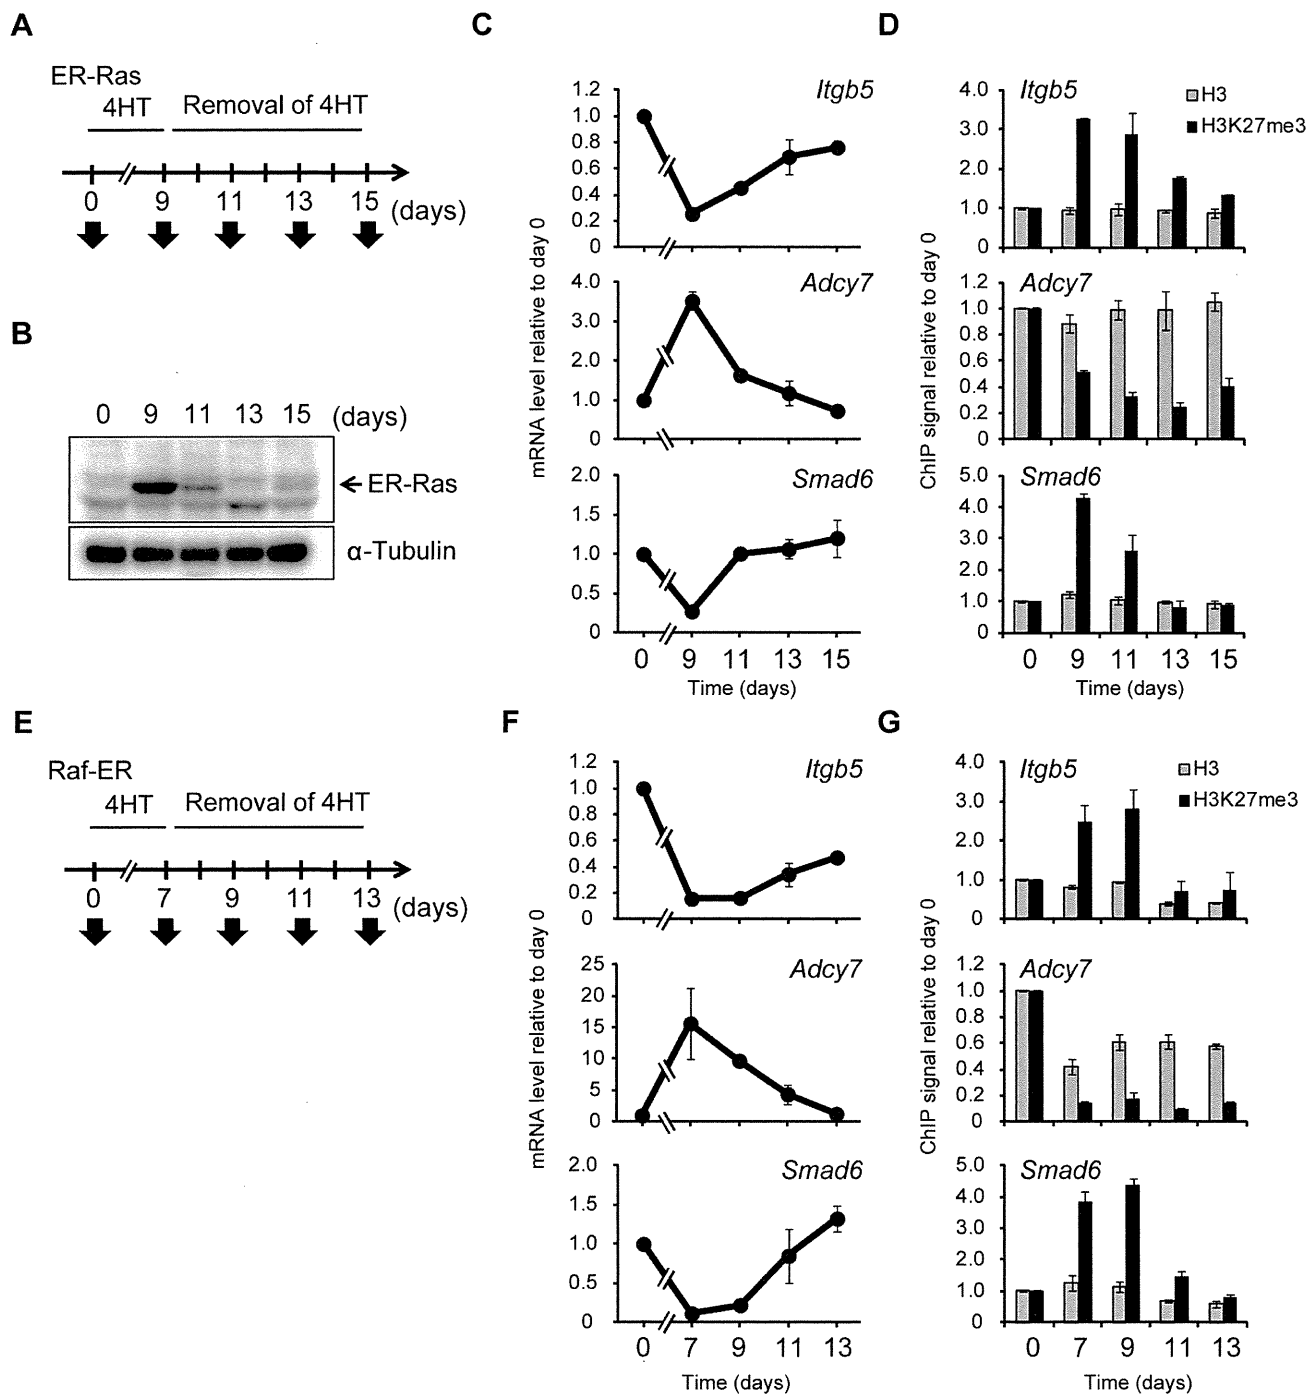 A
ER-Ras
4HT Removal of 4HT
0 9 11 13 15 (days)
B
0 9 11 13 15 (days)
ER-Ras
α-Tubulin
C
mRNA level relative to day 0
Itgb5
1.2
1.0
0.8
0.6
0.4
0.2
0
Adcy7
4.0
3.0
2.0
1.0
0
Smad6
2.0
1.5
1.0
0.5
0
0 9 11 13 15
Time (days)
D
ChIP signal relative to day 0
Itgb5
H3
H3K27me3
4.0
3.0
2.0
1.0
0
Adcy7
1.2
1.0
0.8
0.6
0.4
0.2
0
Smad6
5.0
4.0
3.0
2.0
1.0
0
0 9 11 13 15
Time (days)
E
Raf-ER
4HT Removal of 4HT
0 7 9 11 13 (days)
F
mRNA level relative to day 0
Itgb5
1.2
1.0
0.8
0.6
0.4
0.2
0
Adcy7
25
20
15
10
5
0
Smad6
2.0
1.5
1.0
0.5
0
0 7 9 11 13
Time (days)
G
ChIP signal relative to day 0
Itgb5
H3
H3K27me3
4.0
3.0
2.0
1.0
0
Adcy7
1.2
1.0
0.8
0.6
0.4
0.2
0
Smad6
5.0
4.0
3.0
2.0
1.0
0
0 7 9 11 13
Time (days)